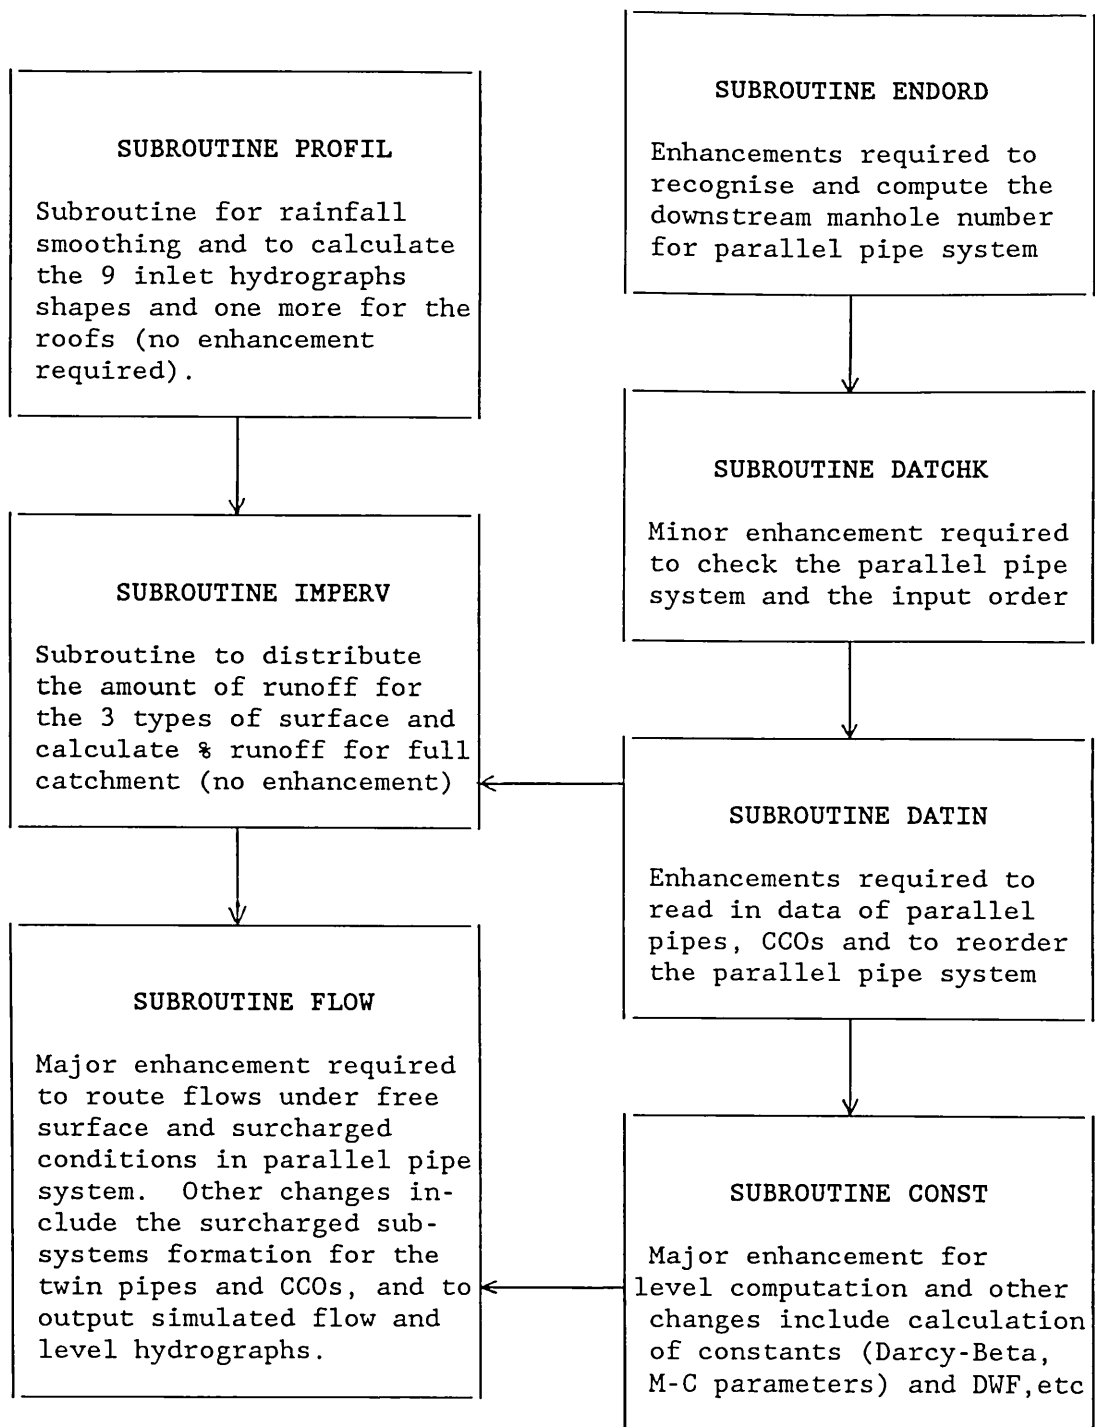 SUBROUTINE PROFIL
Subroutine for rainfall
smoothing and to calculate
the 9 inlet hydrographs
shapes and one more for the
roofs (no enhancement
required).
SUBROUTINE IMPERV
Subroutine to distribute
the amount of runoff for
the 3 types of surface and
calculate % runoff for full
catchment (no enhancement)
SUBROUTINE FLOW
Major enhancement required
to route flows under free
surface and surcharged
conditions in parallel pipe
system.  Other changes in-
clude the surcharged sub-
systems formation for the
twin pipes and CCOs, and to
output simulated flow and
level hydrographs.
SUBROUTINE ENDORD
Enhancements required to
recognise and compute the
downstream manhole number
for parallel pipe system
SUBROUTINE DATCHK
Minor enhancement required
to check the parallel pipe
system and the input order
SUBROUTINE DATIN
Enhancements required to
read in data of parallel
pipes, CCOs and to reorder
the parallel pipe system
SUBROUTINE CONST
Major enhancement for
level computation and other
changes include calculation
of constants (Darcy-Beta,
M-C parameters) and DWF,etc